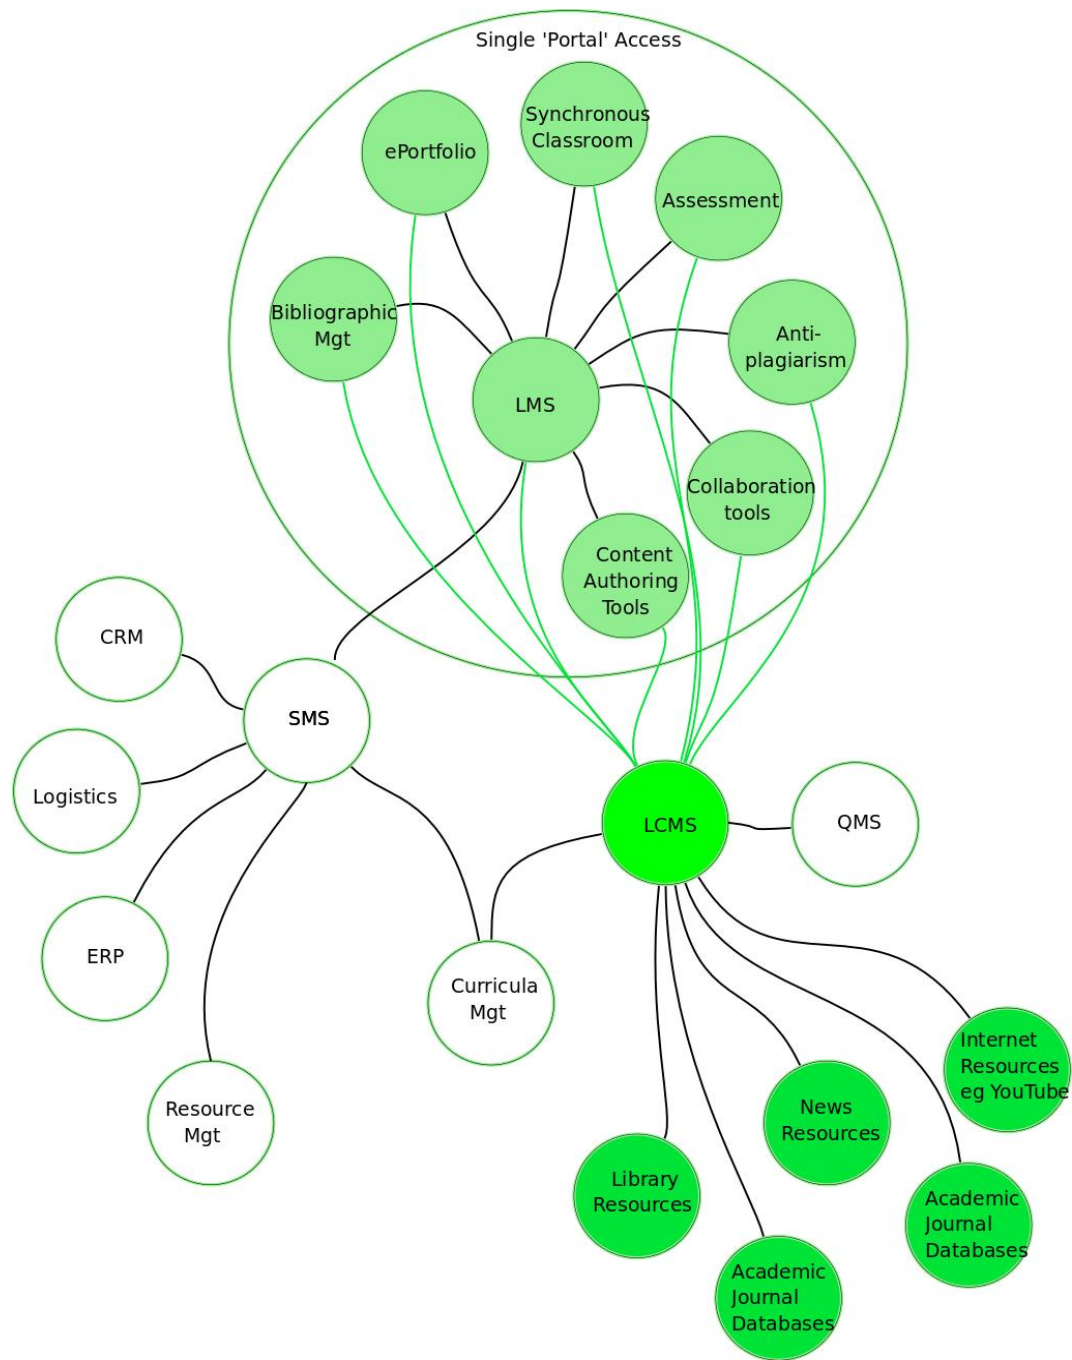 Single 'Portal' Access
Synchronous
Classroom
ePortfolio
Assessment
Bibliographic
Mgt
Anti-
plagiarism
LMS
Collaboration
tools
Content
Authoring
Tools
CRM
SMS
Logistics
LCMS
QMS
ERP
Curricula
Mgt
Internet
Resources
eg YouTube
Resource
Mgt
News
Resources
Library
Resources
Academic
Journal
Databases
Academic
Journal
Databases